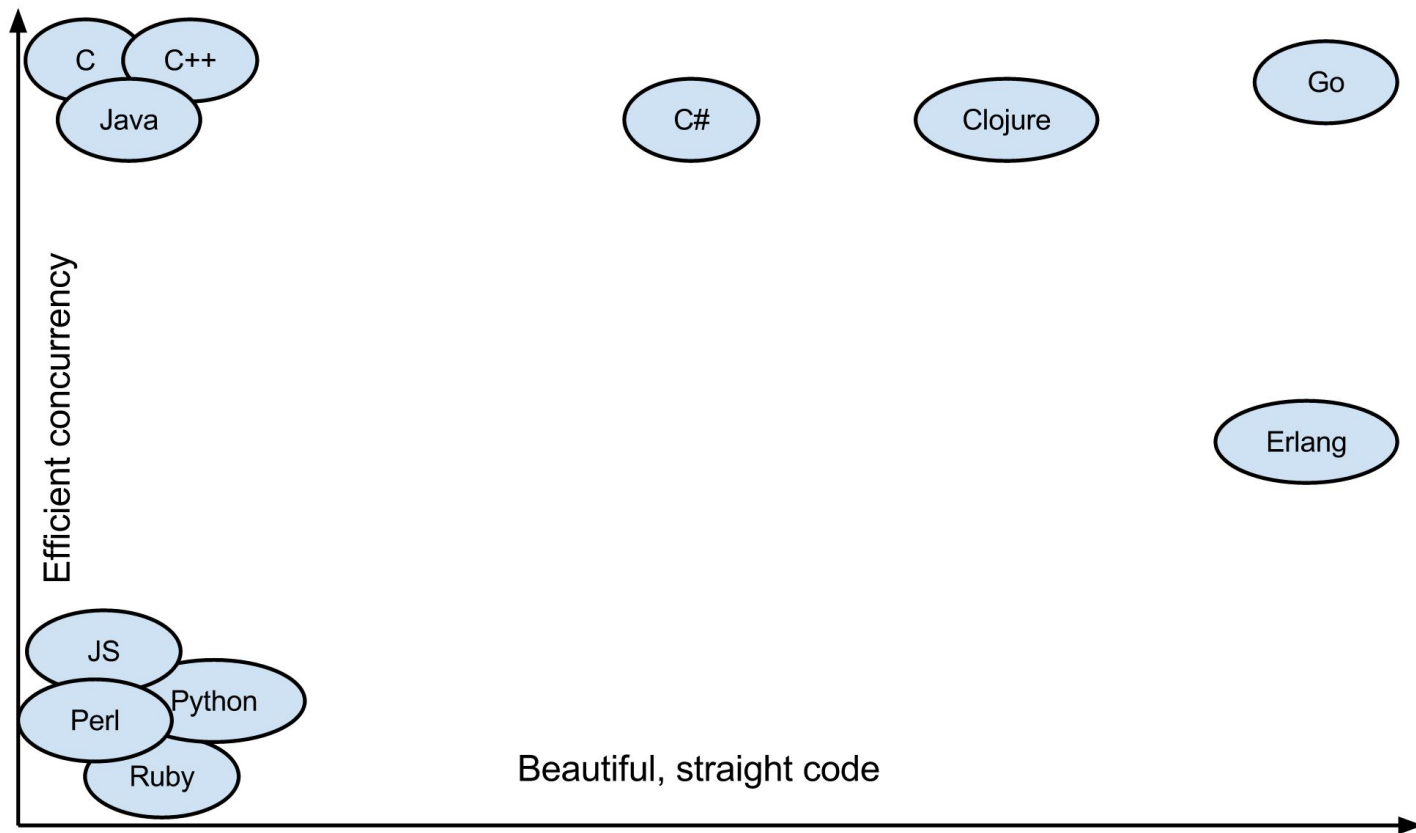 C
C++
Java
C#
Clojure
Go
Efficient concurrency
Erlang
JS
Python
Perl
Ruby
Beautiful, straight code